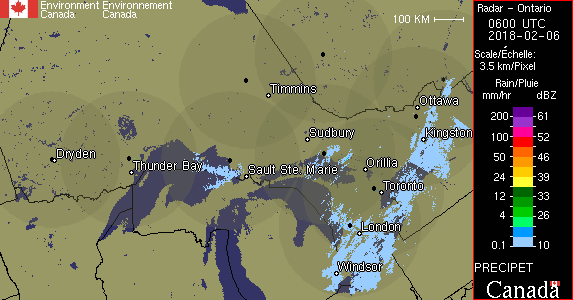 Environment Environnement
Canada Canada
100 KM
Timmins
Ottawa
Sudbury
Kingston
Dryden
Thunder Bay
Sault Ste. Marie
Orillia
Toronto
London
Windsor
Radar - Ontario
0600 UTC
2018-02-06
Scale/Échelle:
3.5 km/Pixel
Rain/Pluie
mm/hr dBZ
200 61
100 52
50 46
24 39
12 33
4 26
0.1 10
PRECIPET
Canada